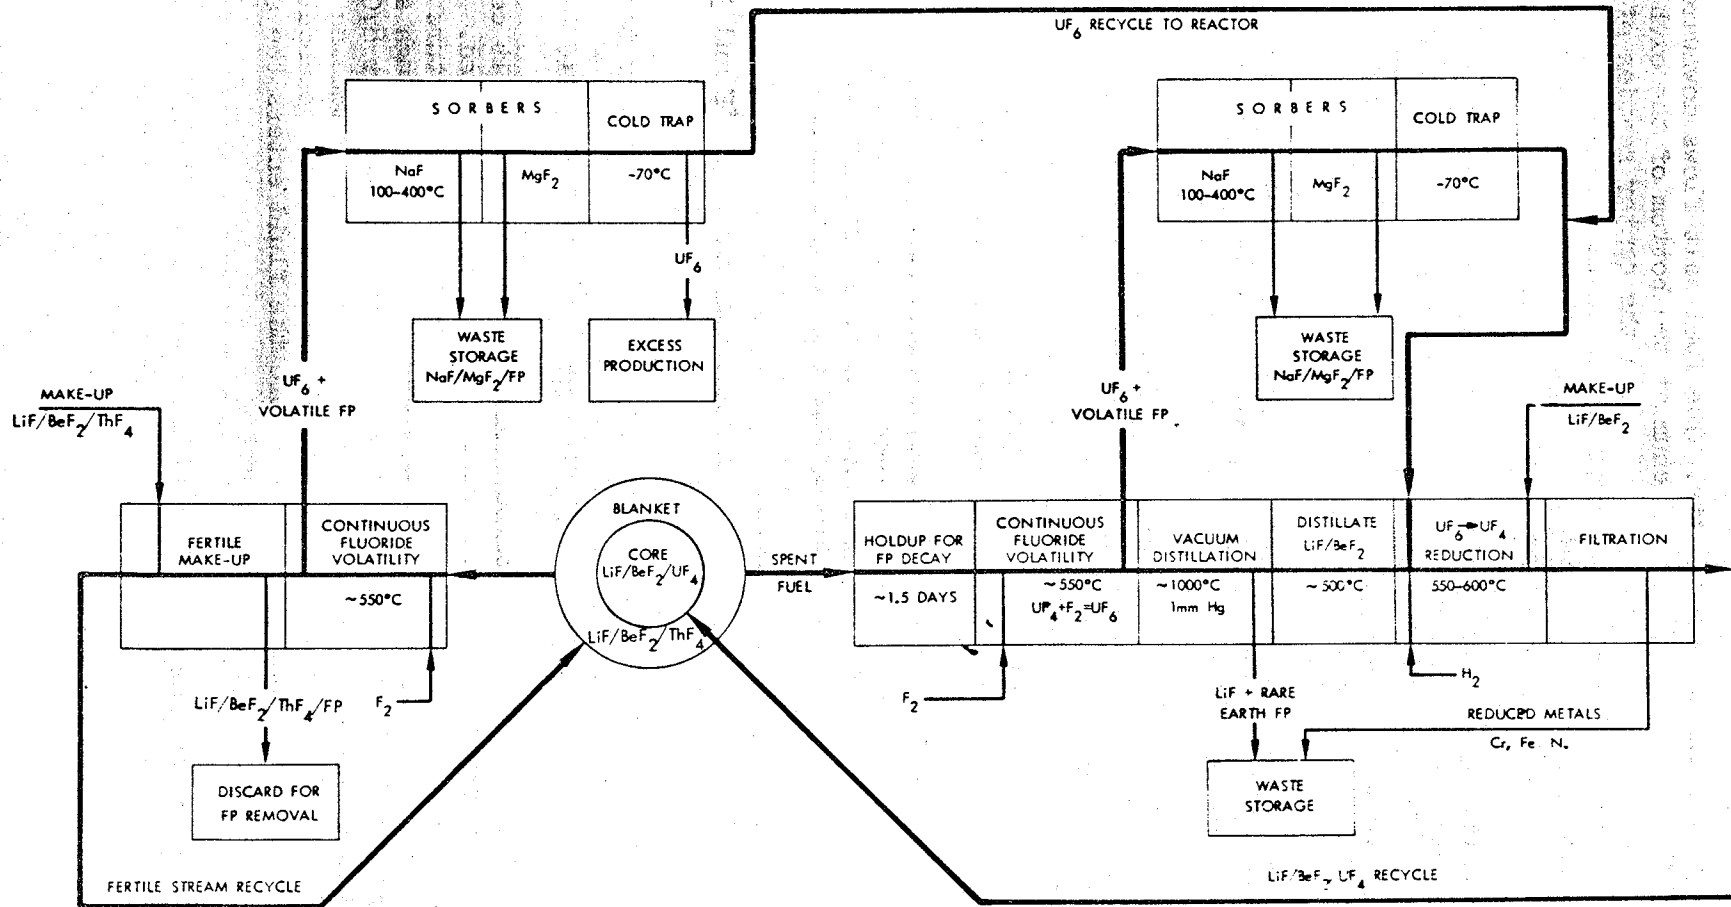 UF6 RECYCLE TO REACTOR
SORBERS
COLD TRAP
NaF
100-400°C
MgF2
-70°C
UF6
WASTE
STORAGE
NaF/MgF2/FP
EXCESS
PRODUCTION
UF6 +
VOLATILE FP
MAKE-UP
LiF/BeF2/ThF4
FERTILE
MAKE-UP
CONTINUOUS
FLUORIDE
VOLATILITY
~550°C
LiF/BeF2/ThF4/FP
F2
DISCARD FOR
FP REMOVAL
FERTILE STREAM RECYCLE
BLANKET
CORE
LiF/BeF2/UF4
LiF/BeF2/ThF4
SPENT
FUEL
SORBERS
COLD TRAP
NaF
100-400°C
MgF2
-70°C
WASTE
STORAGE
NaF/MgF2/FP
UF6 +
VOLATILE FP
MAKE-UP
LiF/BeF2
HOLDUP FOR
FP DECAY
~1.5 DAYS
CONTINUOUS
FLUORIDE
VOLATILITY
~550°C
UF4+F2=UF6
VACUUM
DISTILLATION
~1000°C
1mm Hg
DISTILLATE
LiF/BeF2
~500°C
UF6→UF4
REDUCTION
550-600°C
FILTRATION
F2
H2
LiF + RARE
EARTH FP
REDUCED METALS
Cr, Fe
WASTE
STORAGE
LiF/BeF2 UF4 RECYCLE